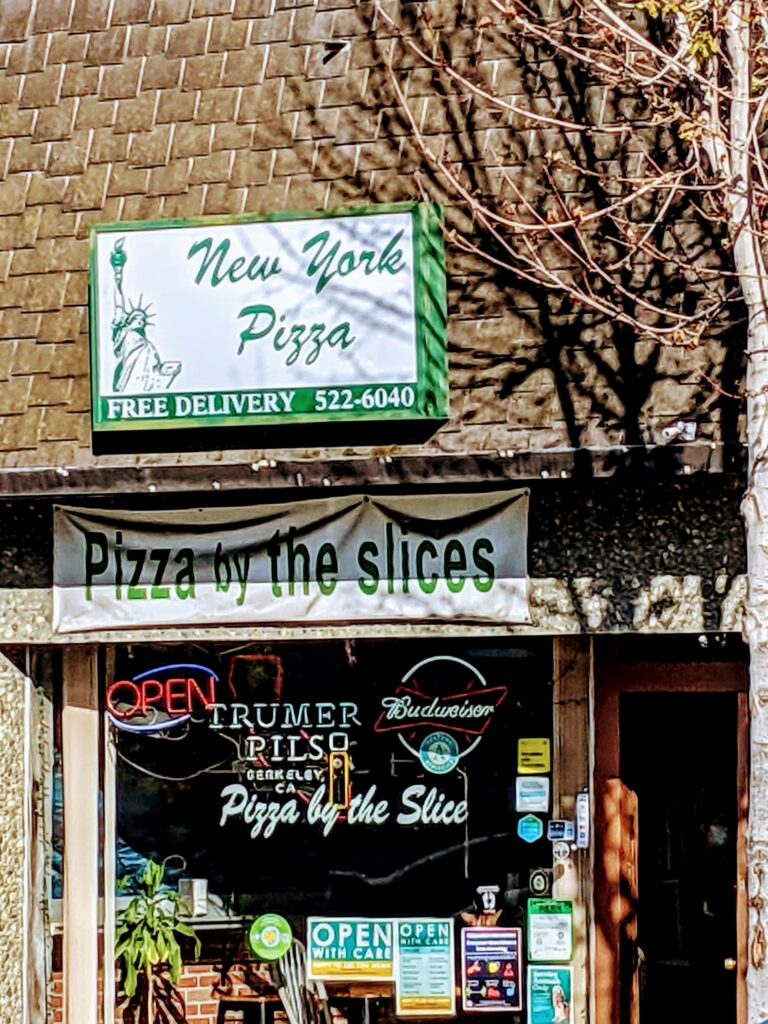 New York
Pizza
FREE DELIVERY 522-6040
Pizza by the slices
OPEN
TRUMER
PILS
BERKELEY,
CA
Budweiser
Pizza by the Slice
OPEN
WITH CARE
OPEN
WITH CARE